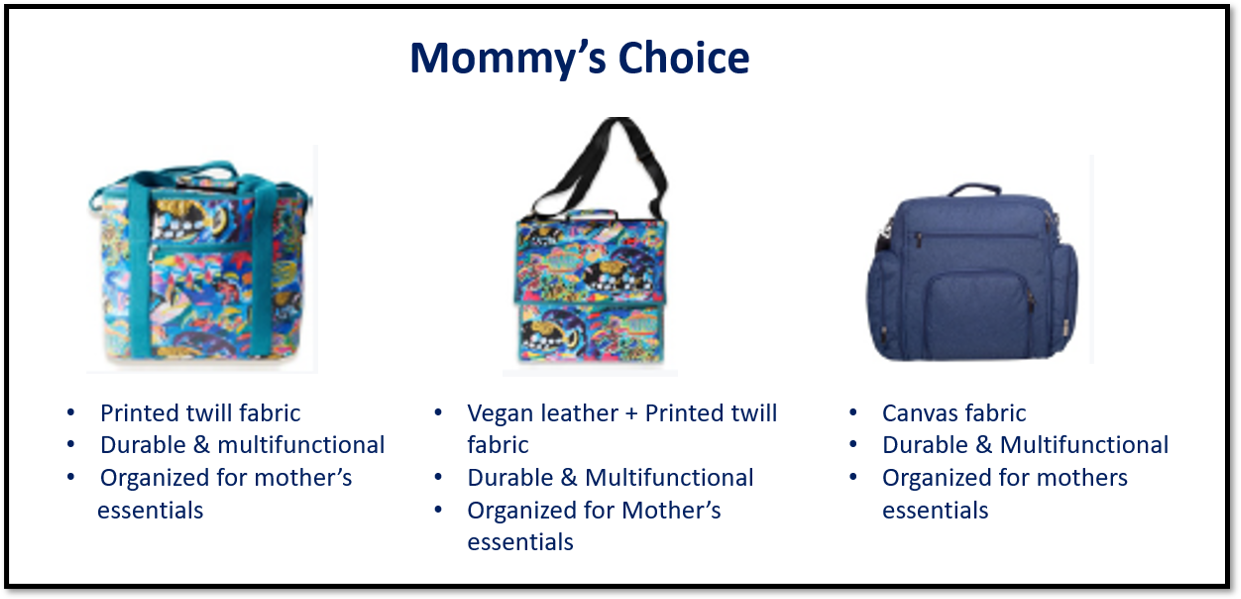 Mommy’s Choice
• Printed twill fabric
• Durable & multifunctional
• Organized for mother’s
essentials
• Vegan leather + Printed twill
fabric
• Durable & Multifunctional
• Organized for Mother’s
essentials
• Canvas fabric
• Durable & Multifunctional
• Organized for mothers
essentials